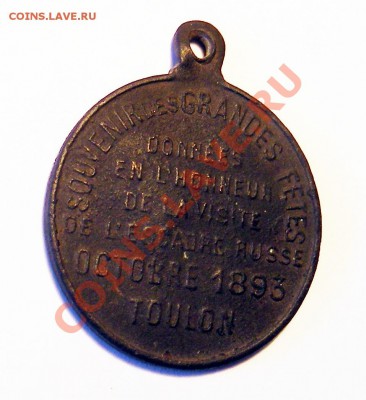 COINS.LAVE.RU
SOUVENIR DES GRANDES FÊTES
DONNÉES
EN L'HONNEUR
DE LA VISITE
DE L'ESCADRE RUSSE
OCTOBRE 1893
TOULON
COINS.LAVE.RU